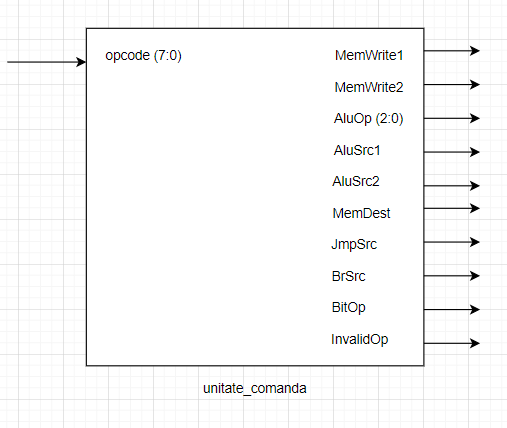 opcode (7:0)
MemWrite1
MemWrite2
AluOp (2:0)
AluSrc1
AluSrc2
MemDest
JmpSrc
BrSrc
BitOp
InvalidOp
unitate_comanda